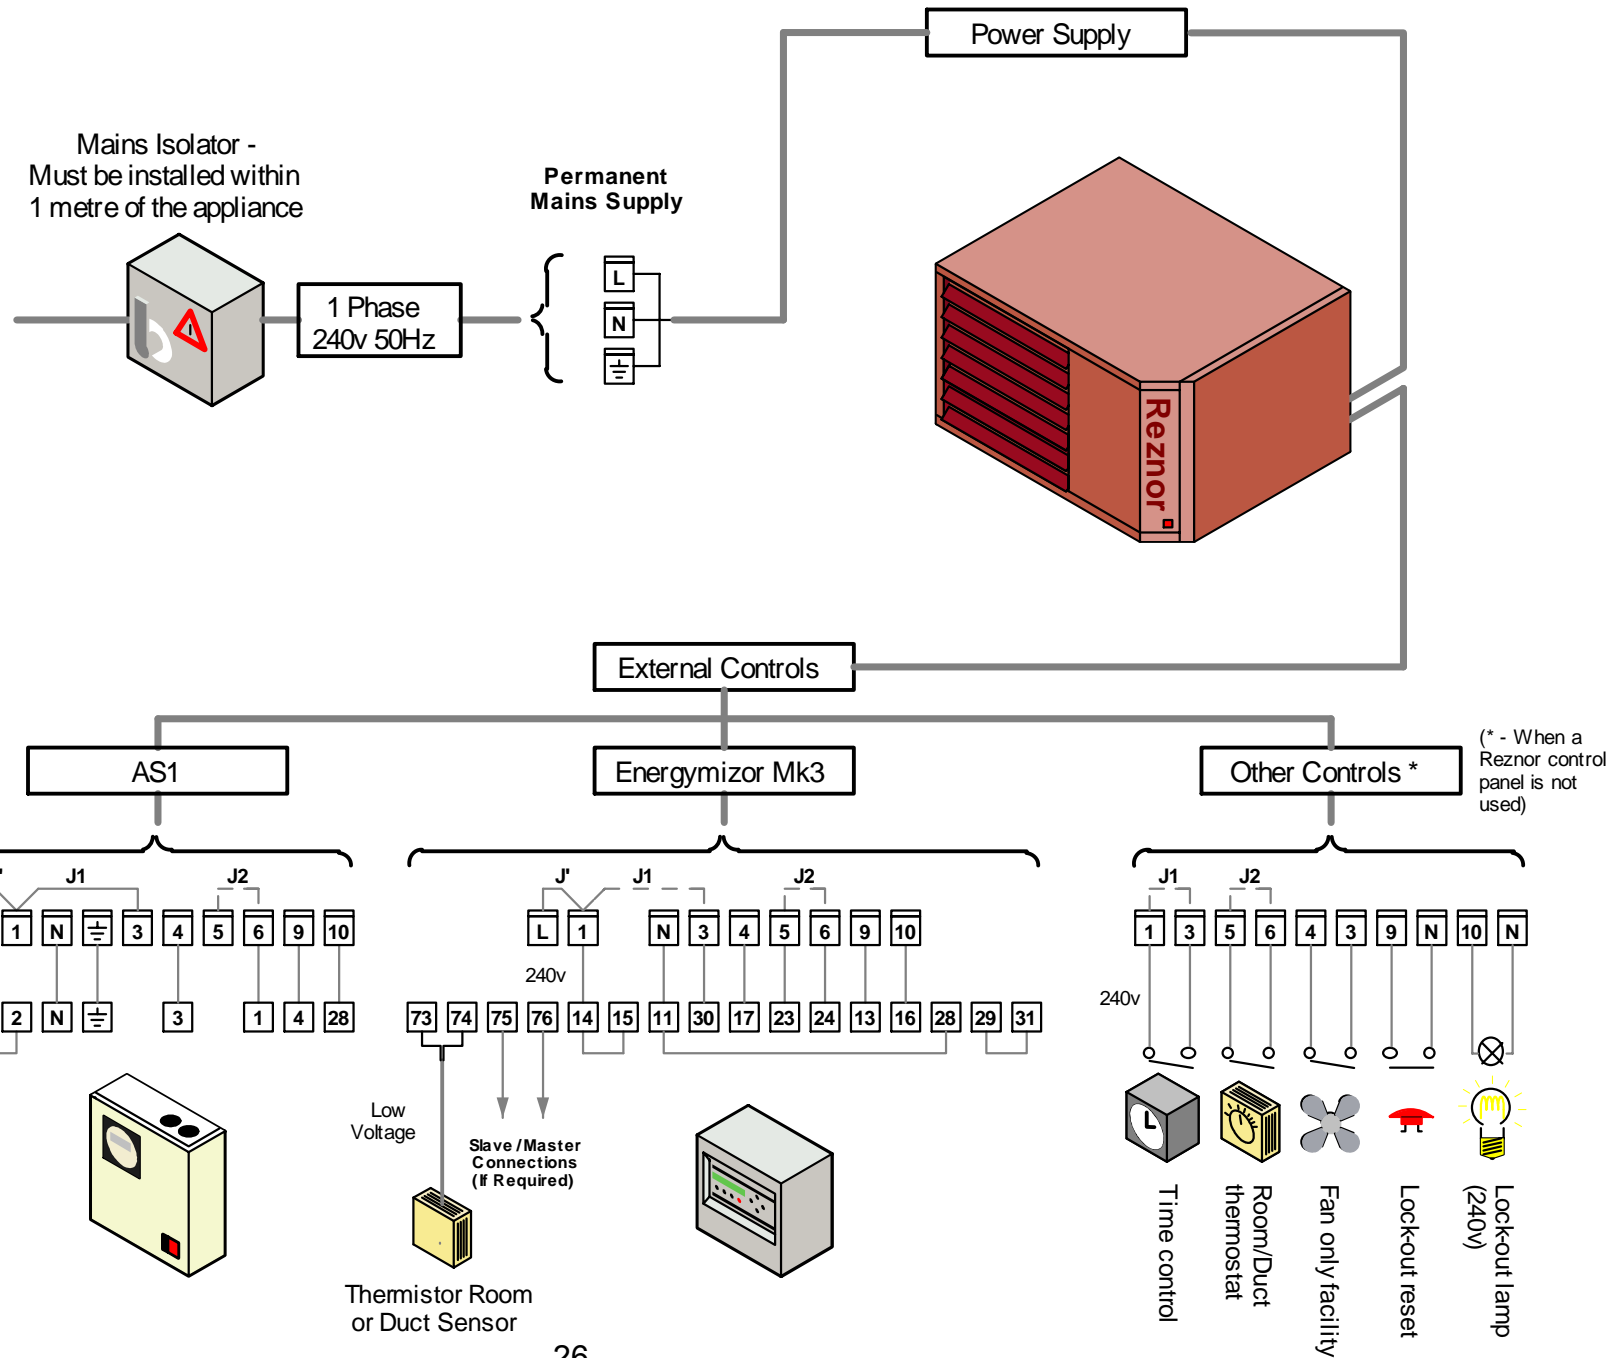 Power Supply
Mains Isolator -
Must be installed within
1 metre of the appliance
Permanent
Mains Supply
L
N
1 Phase
240v 50Hz
Reznor
External Controls
AS1
Energymizor Mk3
Other Controls *
(* - When a
Reznor control
panel is not
used)
J1 J2
J' J1 J2
J1 J2
1 N 3 4 5 6 9 10
L 1 N 3 4 5 6 9 10
1 3 5 6 4 3 9 N 10 N
240v
240v
2 N 3 1 4 28
73 74 75 76 14 15 11 30 17 23 24 13 16 28 29 31
Low
Voltage
Slave/Master
Connections
(If Required)
Thermistor Room
or Duct Sensor
Time control
Room/Duct
thermostat
Fan only facility
Lock-out reset
Lock-out lamp
(240v)
26